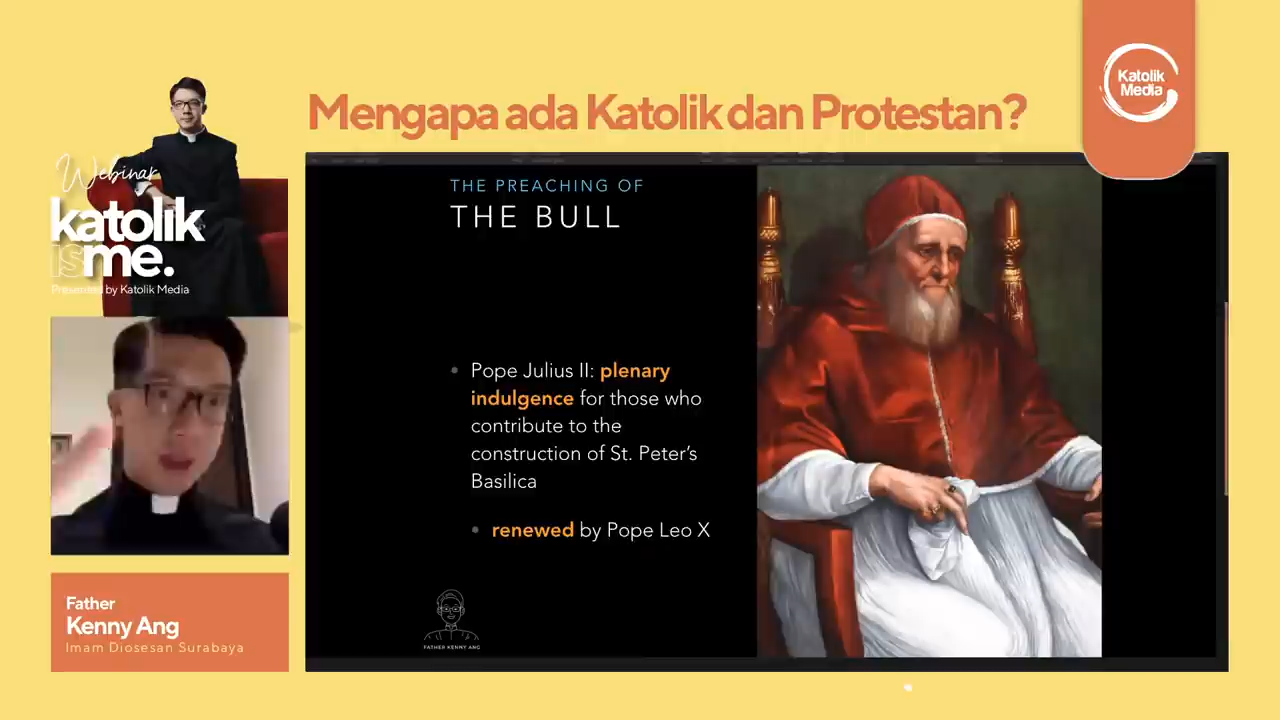 Katolik
Media
Mengapa ada Katolik dan Protestan?
Webinar
katolik
is me.
Presented by Katolik Media
THE PREACHING OF
THE BULL
• Pope Julius II: plenary
indulgence for those who
contribute to the
construction of St. Peter's
Basilica
• renewed by Pope Leo X
FATHER KENNY ANG
Father
Kenny Ang
Imam Diosesan Surabaya